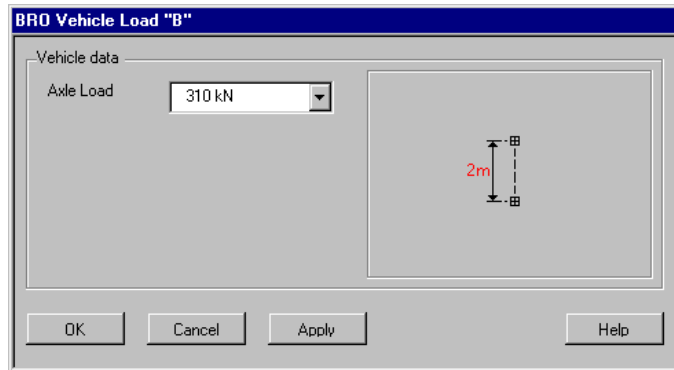 BRO Vehicle Load "B"
Vehicle data
Axle Load 310 kN
2m
OK Cancel Apply Help